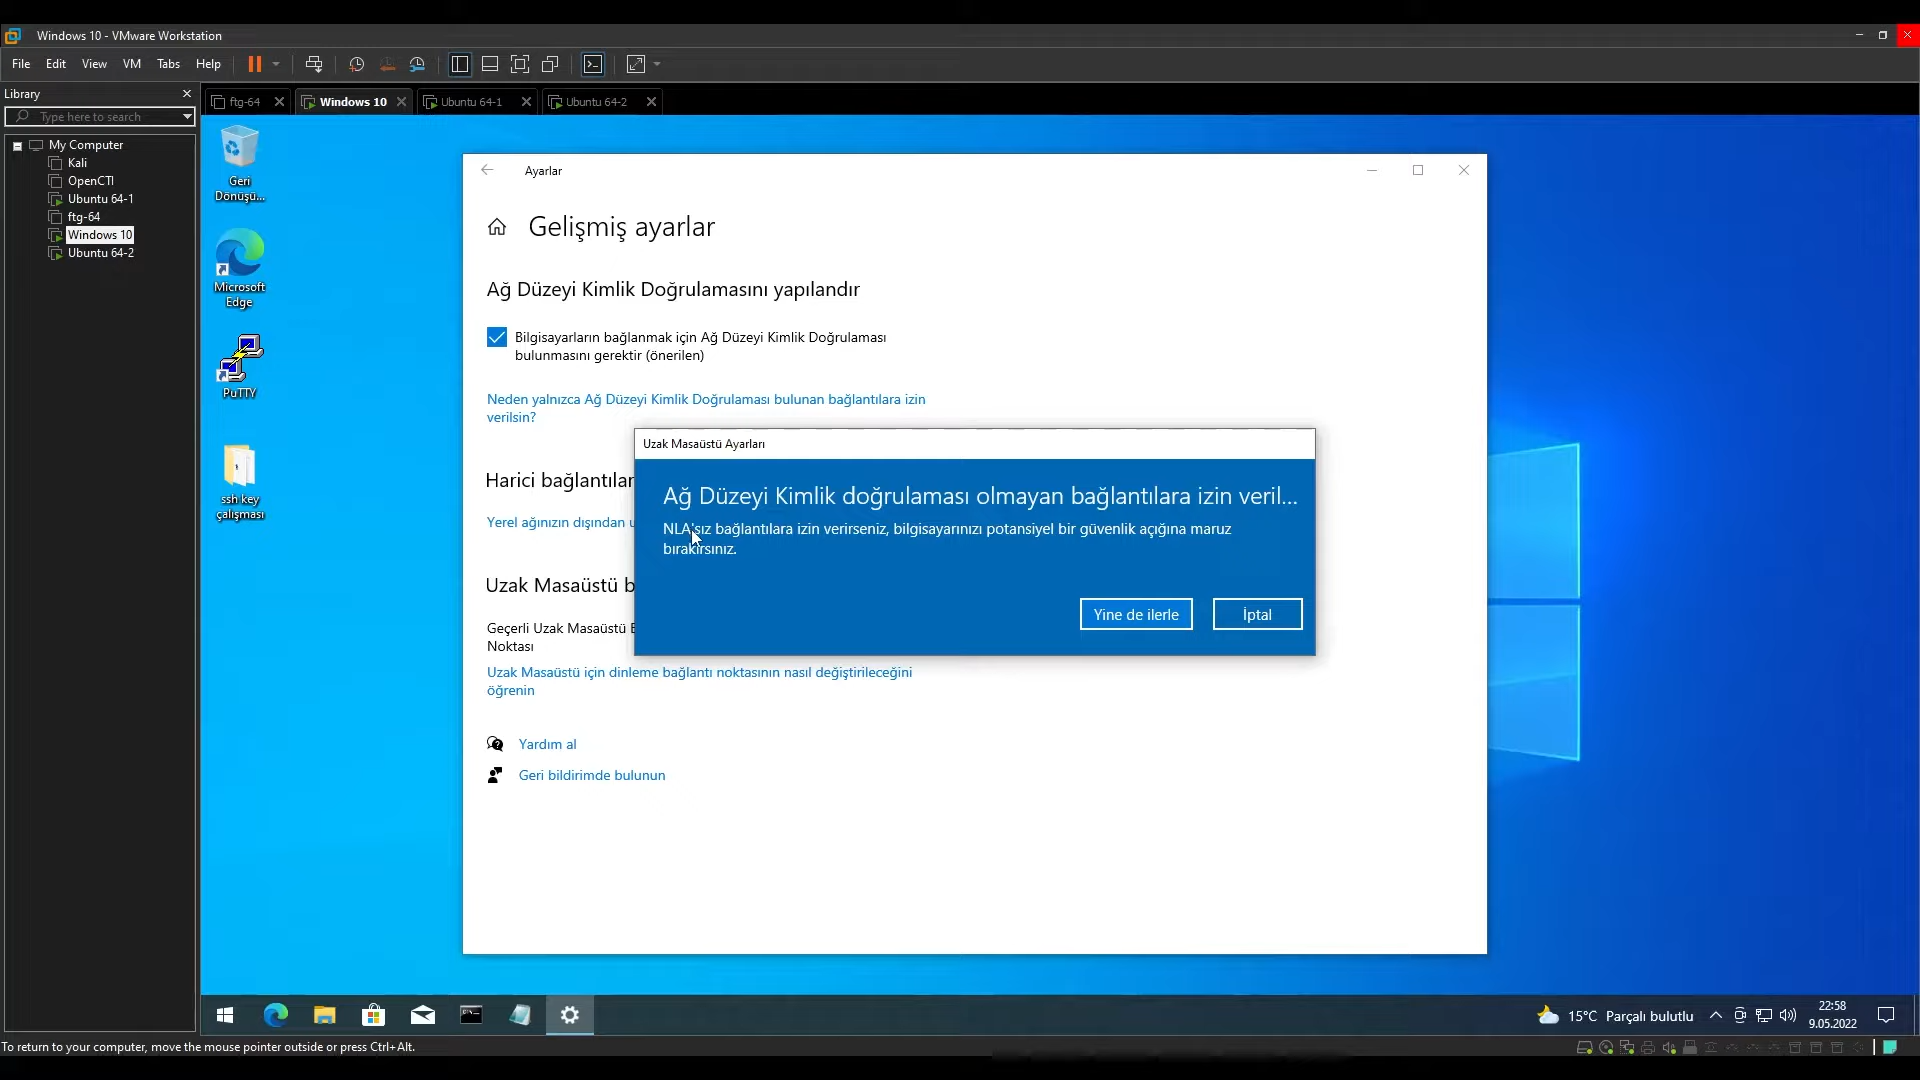 Windows 10 - VMware Workstation
File Edit View VM Tabs Help
Library
Type here to search
My Computer
Kali
OpenCTI
Ubuntu 64-1
ftg-64
Windows 10
Ubuntu 64-2
ftg-64
Windows 10
Ubuntu 64-1
Ubuntu 64-2
Geri
Dönüşü...
Microsoft
Edge
PuTTY
ssh key
çalışması
Ayarlar
Gelişmiş ayarlar
Ağ Düzeyi Kimlik Doğrulamasını yapılandır
Bilgisayarların bağlanmak için Ağ Düzeyi Kimlik Doğrulaması
bulunmasını gerektir (önerilen)
Neden yalnızca Ağ Düzeyi Kimlik Doğrulaması bulunan bağlantılara izin
verilsin?
Harici bağlantılar
Yerel ağınızın dışından u
Uzak Masaüstü b
Geçerli Uzak Masaüstü B
Noktası
Uzak Masaüstü için dinleme bağlantı noktasının nasıl değiştirileceğini
öğrenin
Yardım al
Geri bildirimde bulunun
Uzak Masaüstü Ayarları
Ağ Düzeyi Kimlik doğrulaması olmayan bağlantılara izin veril...
NLA'sız bağlantılara izin verirseniz, bilgisayarınızı potansiyel bir güvenlik açığına maruz
bırakırsınız.
Yine de ilerle
İptal
15°C Parçalı bulutlu
22:58
9.05.2022
To return to your computer, move the mouse pointer outside or press Ctrl+Alt.